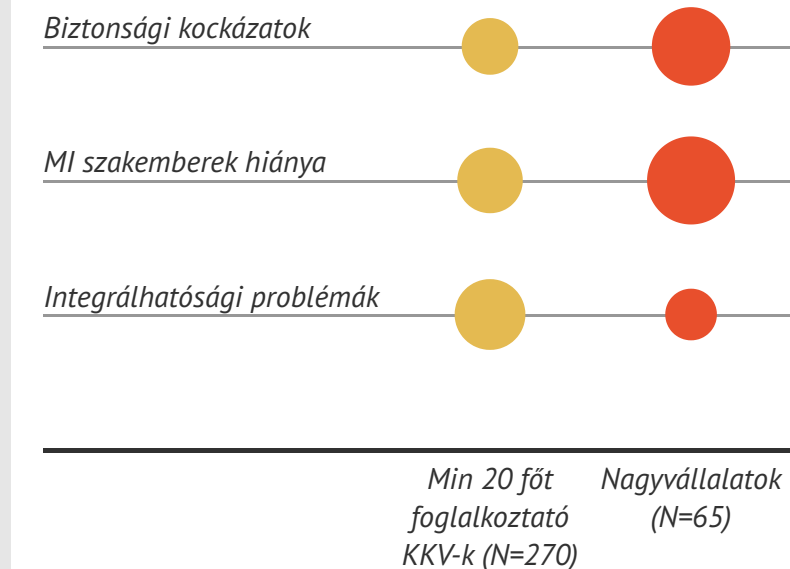 Biztonsági kockázatok
MI szakemberek hiánya
Integrálhatósági problémák
Min 20 főt
foglalkoztató
KKV-k (N=270)
Nagyvállalatok
(N=65)